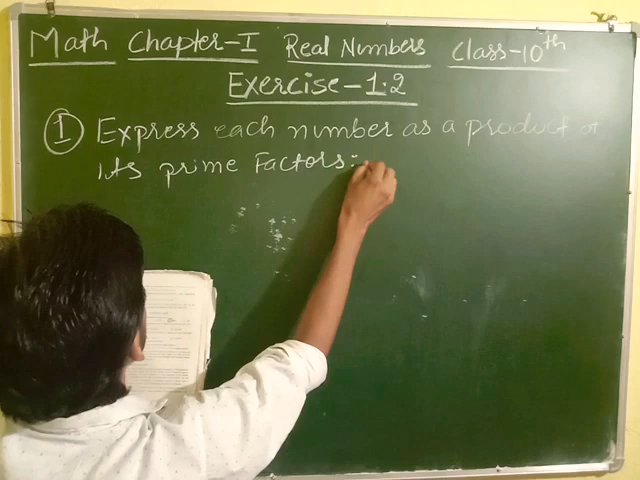 Math Chapter-I Real Numbers Class-10th
Exercise-1.2
① Express each number as a product of
its prime Factors:-